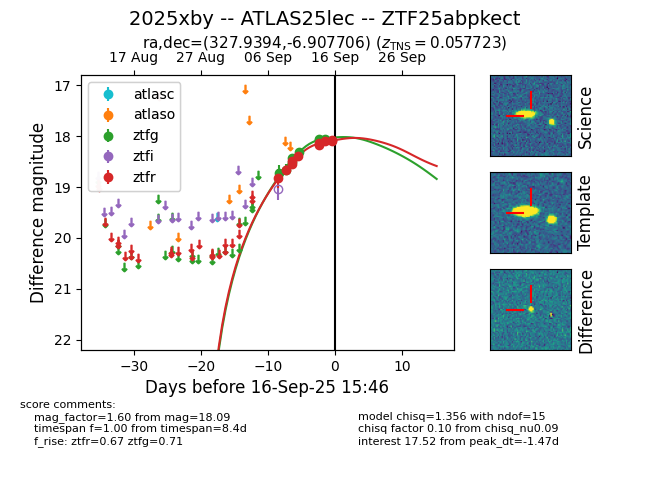 2025xby -- ATLAS25lec -- ZTF25abpkect
ra,dec=(327.9394,-6.907706) (z_TNS = 0.057723)
17 Aug 27 Aug 06 Sep 16 Sep 26 Sep
17
18
19
20
21
22
Difference magnitude
atlasc
atlaso
ztfg
ztfi
ztfr
−30 −20 −10 0 10
Days before 16-Sep-25 15:46
Science
Template
Difference
score comments:
mag_factor=1.60 from mag=18.09
timespan f=1.00 from timespan=8.4d
f_rise: ztfr=0.67 ztfg=0.71
model chisq=1.356 with ndof=15
chisq factor 0.10 from chisq_nu0.09
interest 17.52 from peak_dt=-1.47d